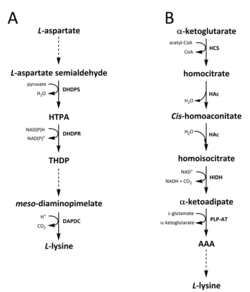 A
L-aspartate
L-aspartate semialdehyde
pyruvate
H₂O
DHDPS
HTPA
NAD(P)H
NAD(P)⁺
DHDPR
THDP
meso-diaminopimelate
H⁺
CO₂
DAPDC
L-lysine
B
α-ketoglutarate
acetyl-CoA
CoA
HCS
homocitrate
H₂O
HAc
Cis-homoaconitate
H₂O
HAc
homoisocitrate
NAD⁺
NADH + CO₂
HIDH
α-ketoadipate
L-glutamate
α-ketoglutarate
PLP-AT
AAA
L-lysine